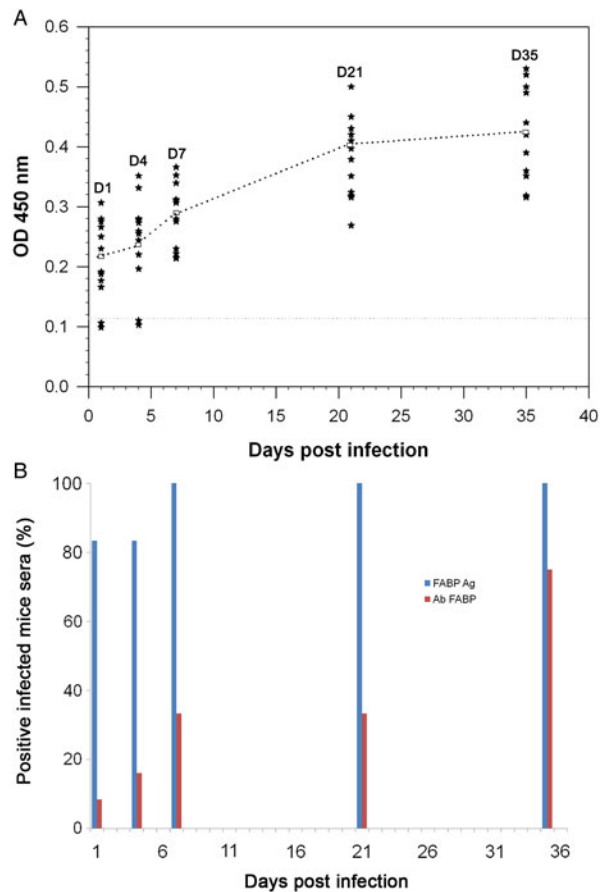 A
0.6
0.5
0.4
0.3
0.2
0.1
0.0
OD 450 nm
D1
D4
D7
D21
D35
0 5 10 15 20 25 30 35 40
Days post infection
B
100
80
60
40
20
0
Positive infected mice sera (%)
FABP Ag
Ab FABP
1 6 11 16 21 26 31 36
Days post infection